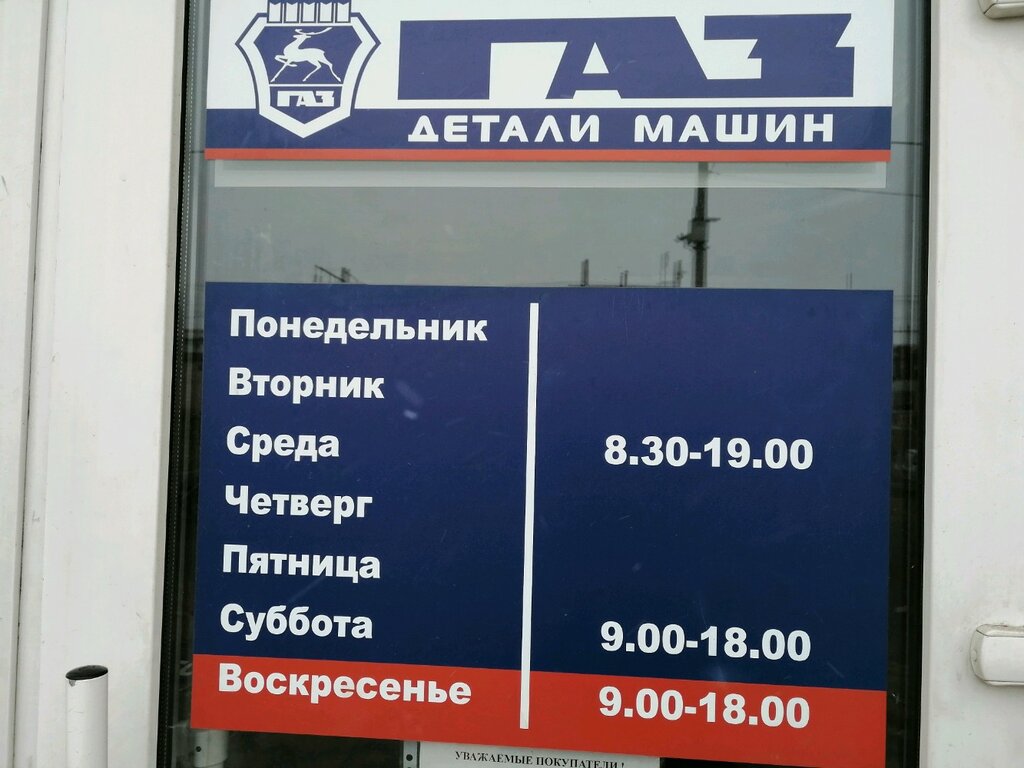 ГАЗ
ГАЗ
ДЕТАЛИ МАШИН
Понедельник
Вторник
Среда 8.30-19.00
Четверг
Пятница
Суббота 9.00-18.00
Воскресенье 9.00-18.00
УВАЖАЕМЫЕ ПОКУПАТЕЛИ!